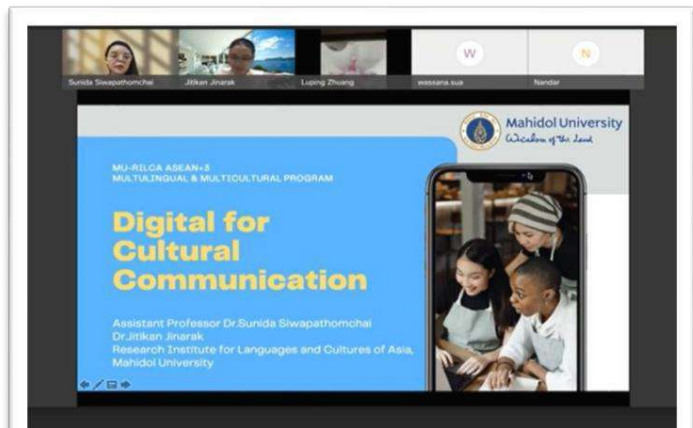 Sunida Siwapathomchai
Jitikan Jinarak
Luping Zhuang
W
wassana.sua
N
Nandar
Mahidol University
Wisdom of the Land
MU-RILCA ASEAN+3
MULTULINGUAL & MULTICULTURAL PROGRAM
Digital for
Cultural
Communication
Assistant Professor Dr.Sunida Siwapathomchai
Dr.Jitikan Jinarak
Research Institute for Languages and Cultures of Asia,
Mahidol University